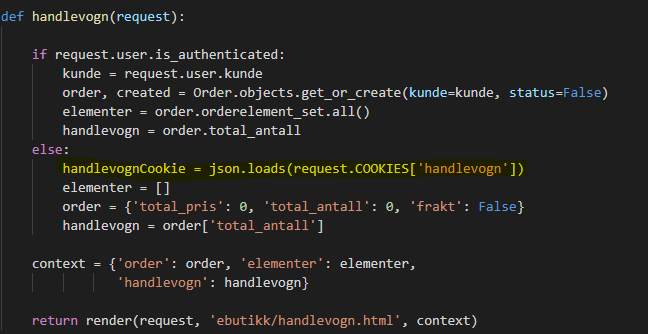 def handlevogn(request):
if request.user.is_authenticated:
kunde = request.user.kunde
order, created = Order.objects.get_or_create(kunde=kunde, status=False)
elementer = order.orderelement_set.all()
handlevogn = order.total_antall
else:
handlevognCookie = json.loads(request.COOKIES['handlevogn'])
elementer = []
order = {'total_pris': 0, 'total_antall': 0, 'frakt': False}
handlevogn = order['total_antall']
context = {'order': order, 'elementer': elementer,
'handlevogn': handlevogn}
return render(request, 'ebutikk/handlevogn.html', context)